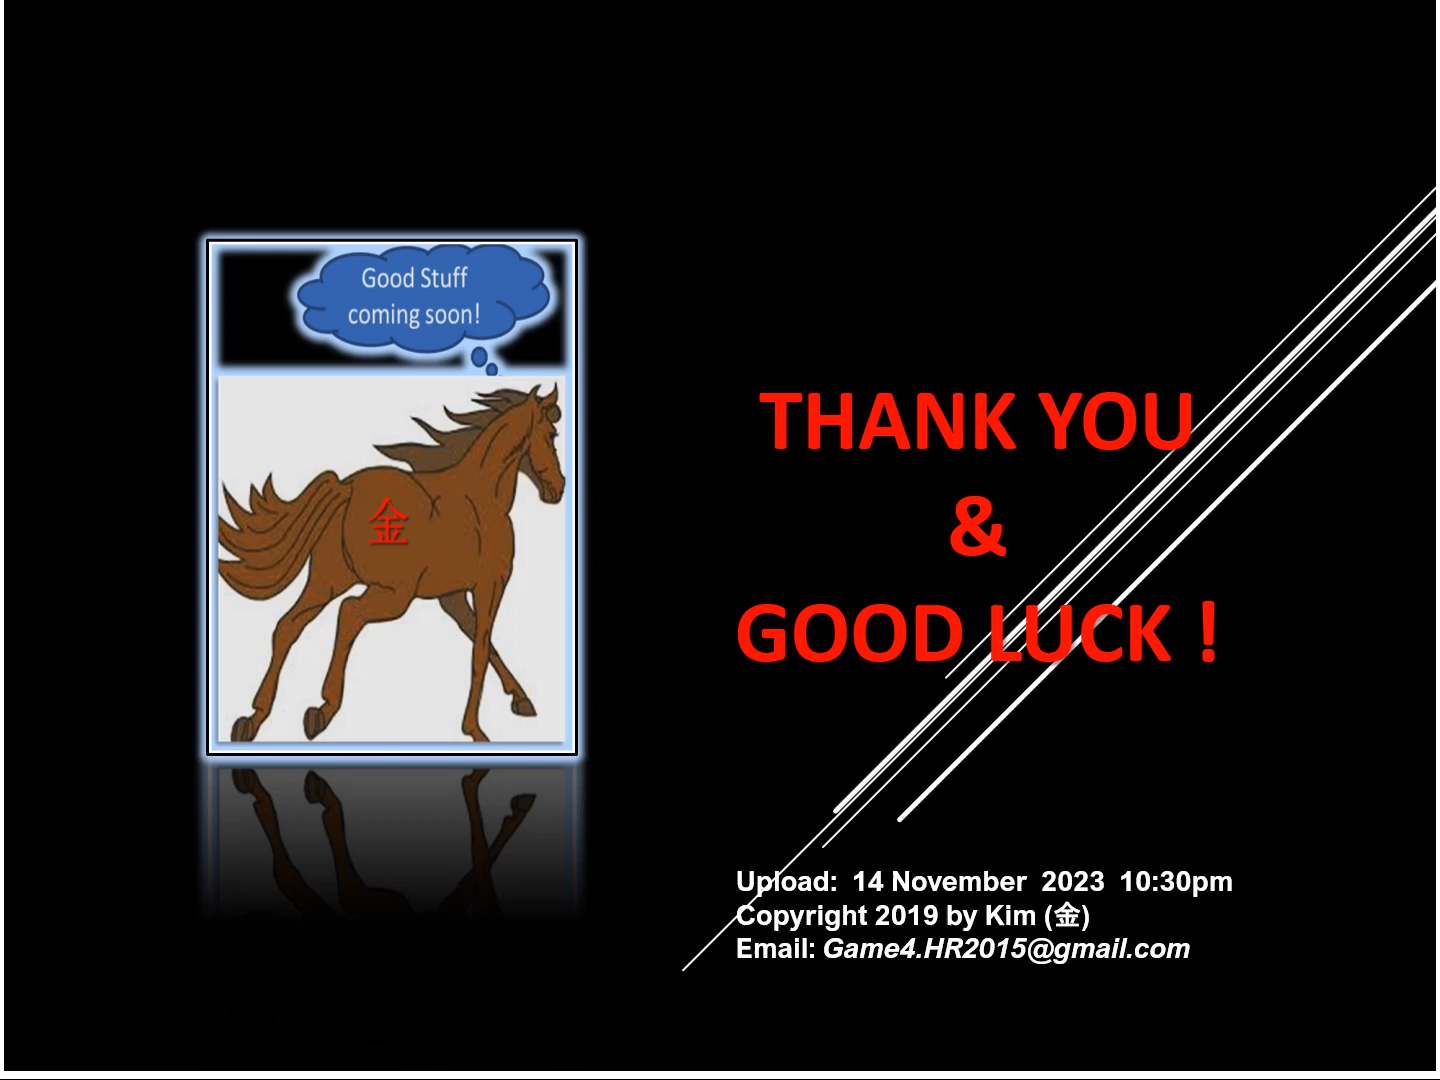 Good Stuff
coming soon!
金
THANK YOU
&
GOOD LUCK !
Upload:  14 November  2023  10:30pm
Copyright 2019 by Kim (金)
Email: Game4.HR2015@gmail.com